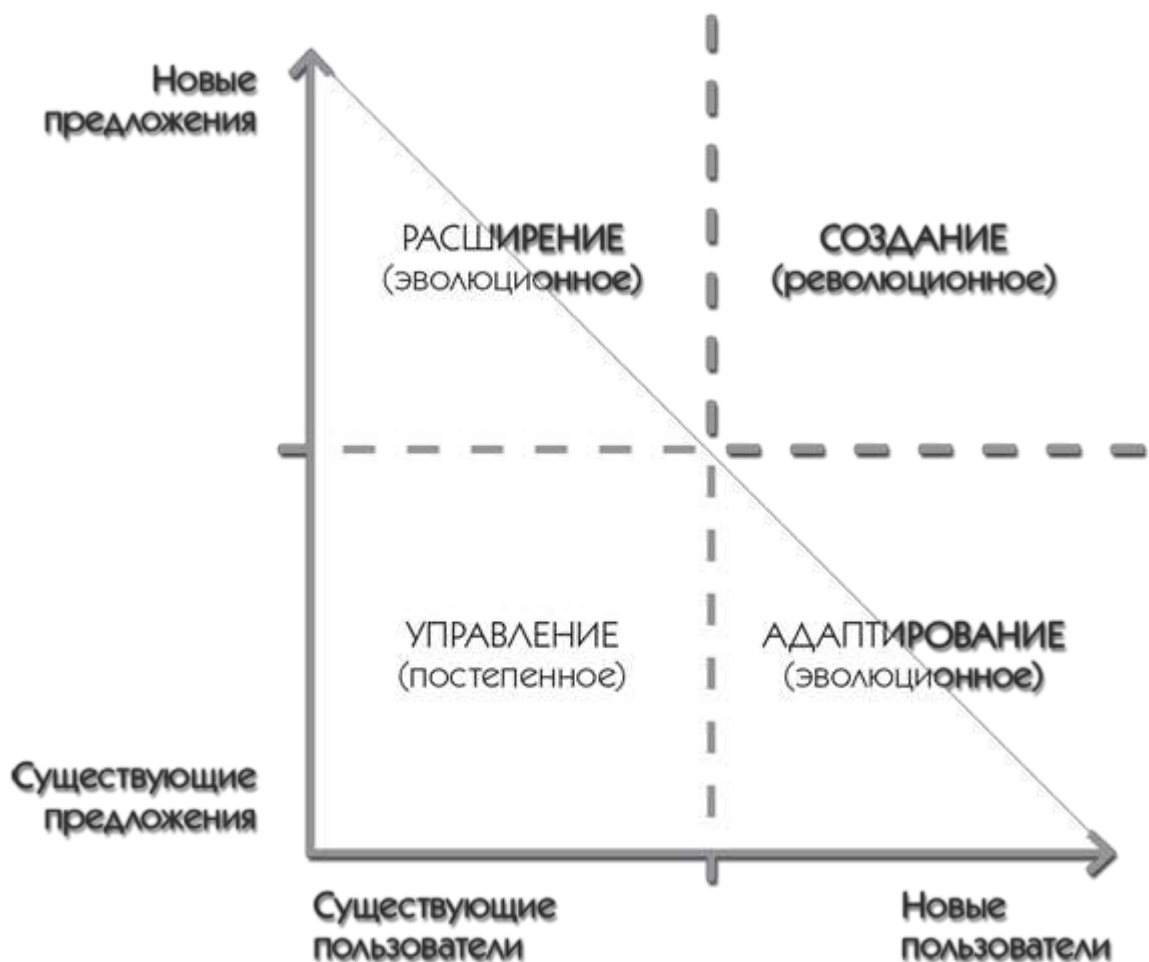 Новые
предложения
РАСШИРЕНИЕ
(эволюционное)
СОЗДАНИЕ
(революционное)
УПРАВЛЕНИЕ
(постепенное)
АДАПТИРОВАНИЕ
(эволюционное)
Существующие
предложения
Существующие
пользователи
Новые
пользователи